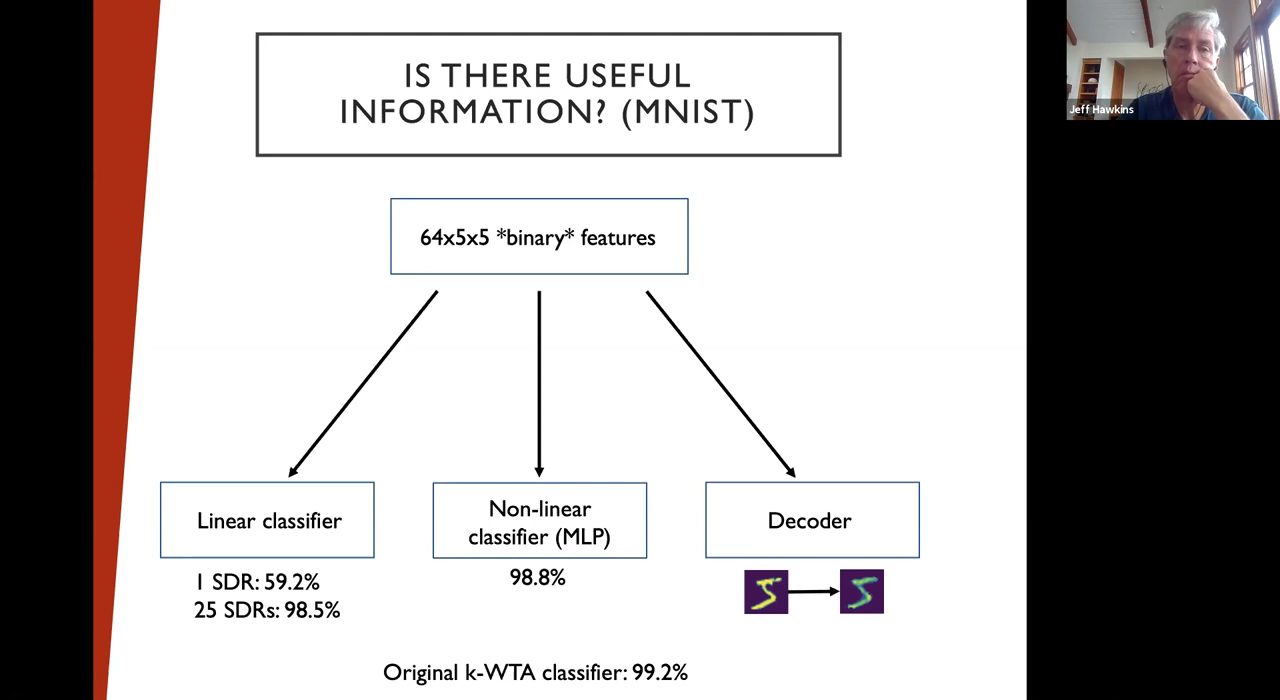 IS THERE USEFUL
INFORMATION? (MNIST)
Jeff Hawkins
64x5x5 *binary* features
Linear classifier
Non-linear
classifier (MLP)
Decoder
1 SDR: 59.2%
25 SDRs: 98.5%
98.8%
Original k-WTA classifier: 99.2%